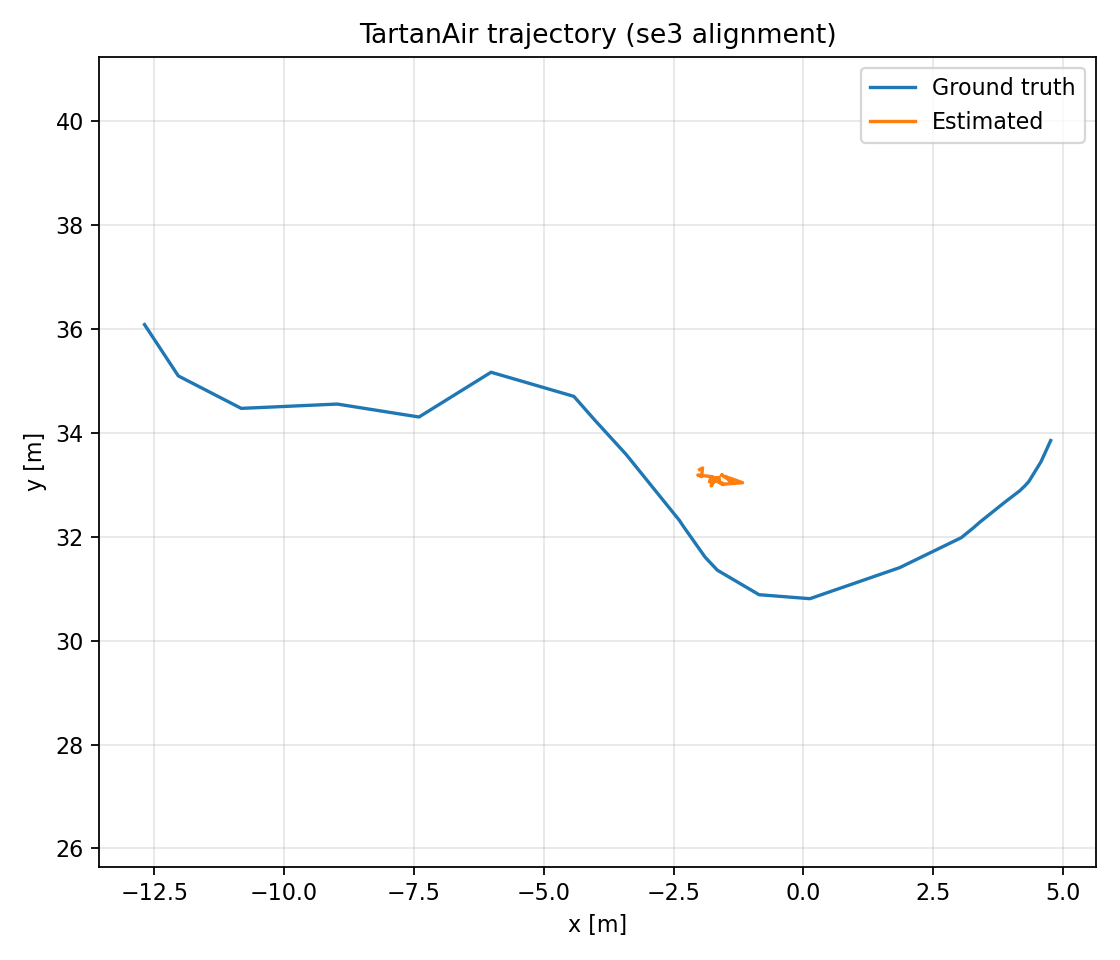 TartanAir trajectory (se3 alignment)
Ground truth
Estimated
40
38
36
34
32
30
28
26
y [m]
−12.5 −10.0 −7.5 −5.0 −2.5 0.0 2.5 5.0
x [m]